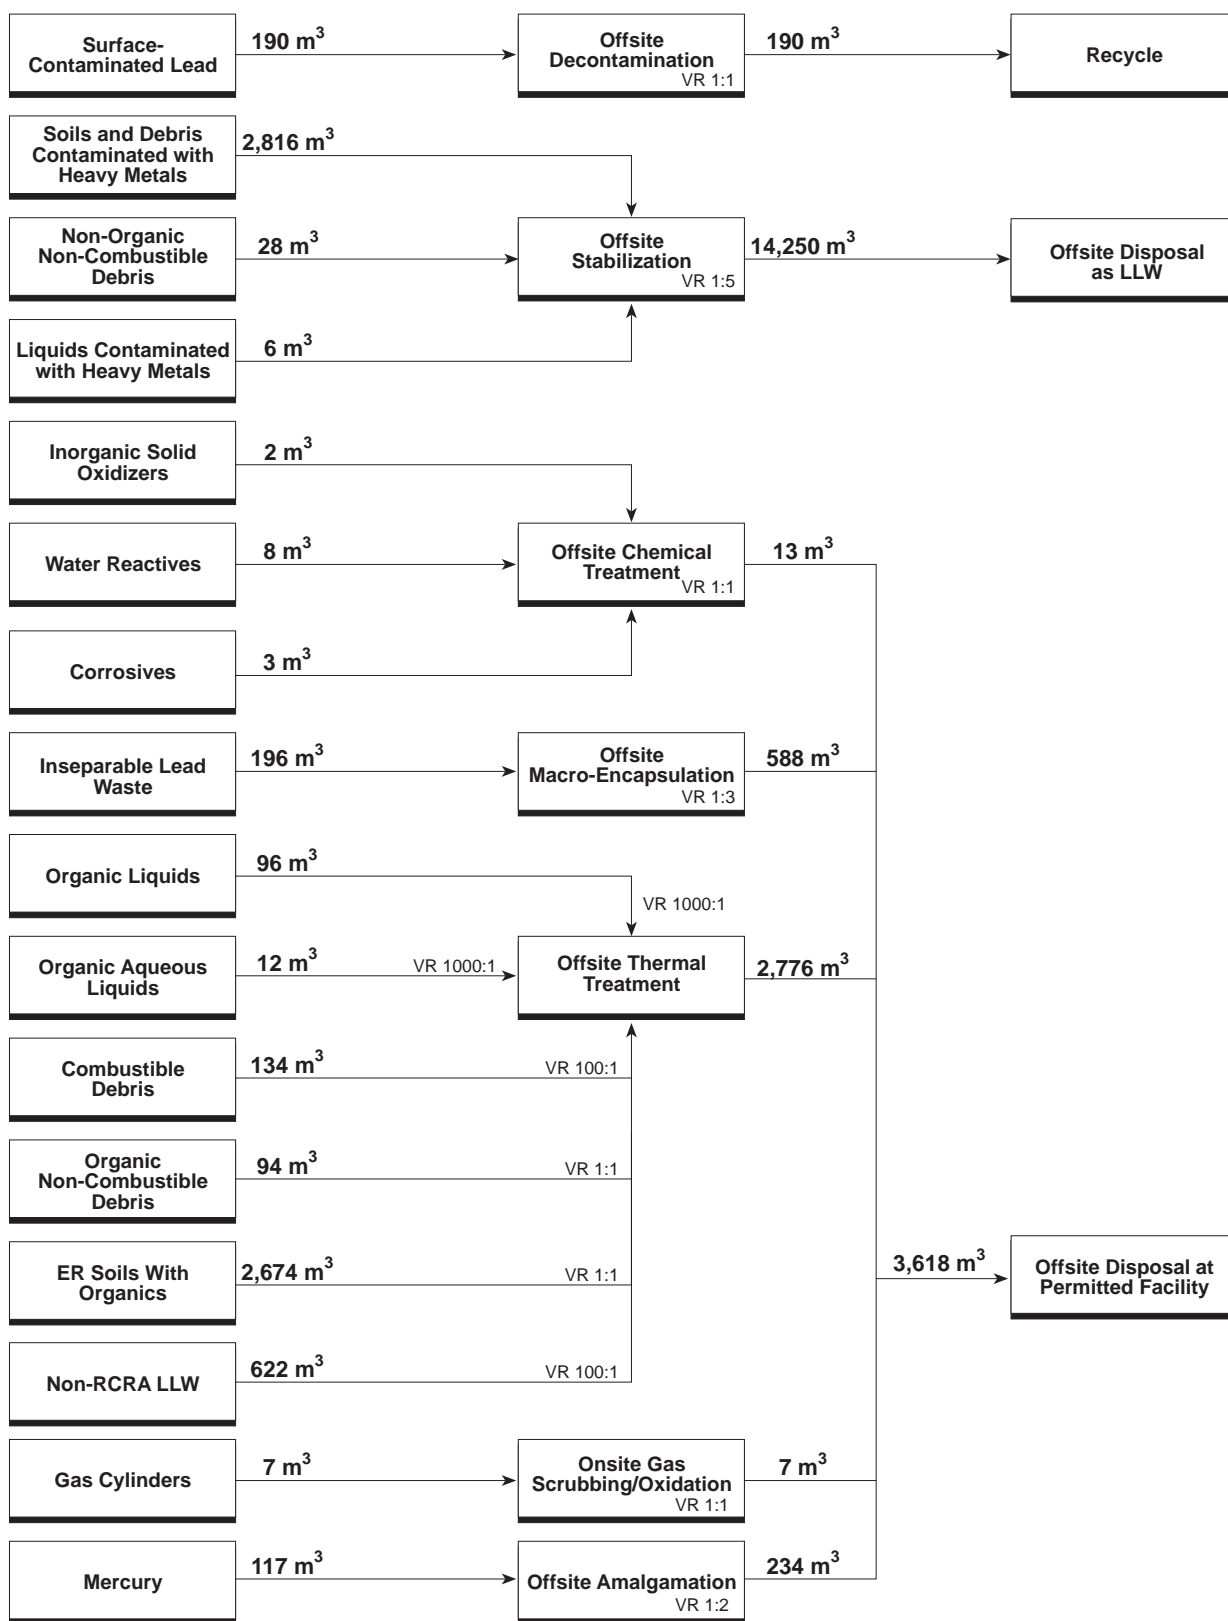 Surface-
Contaminated Lead
190 m³
Offsite
Decontamination
VR 1:1
190 m³
Recycle
Soils and Debris
Contaminated with
Heavy Metals
2,816 m³
Non-Organic
Non-Combustible
Debris
28 m³
Offsite
Stabilization
VR 1:5
14,250 m³
Offsite Disposal
as LLW
Liquids Contaminated
with Heavy Metals
6 m³
Inorganic Solid
Oxidizers
2 m³
Water Reactives
8 m³
Offsite Chemical
Treatment
VR 1:1
13 m³
Corrosives
3 m³
Inseparable Lead
Waste
196 m³
Offsite
Macro-Encapsulation
VR 1:3
588 m³
Organic Liquids
96 m³
VR 1000:1
Organic Aqueous
Liquids
12 m³
VR 1000:1
Offsite Thermal
Treatment
2,776 m³
Combustible
Debris
134 m³
VR 100:1
Organic
Non-Combustible
Debris
94 m³
VR 1:1
ER Soils With
Organics
2,674 m³
VR 1:1
3,618 m³
Offsite Disposal at
Permitted Facility
Non-RCRA LLW
622 m³
VR 100:1
Gas Cylinders
7 m³
Onsite Gas
Scrubbing/Oxidation
VR 1:1
7 m³
Mercury
117 m³
Offsite Amalgamation
VR 1:2
234 m³